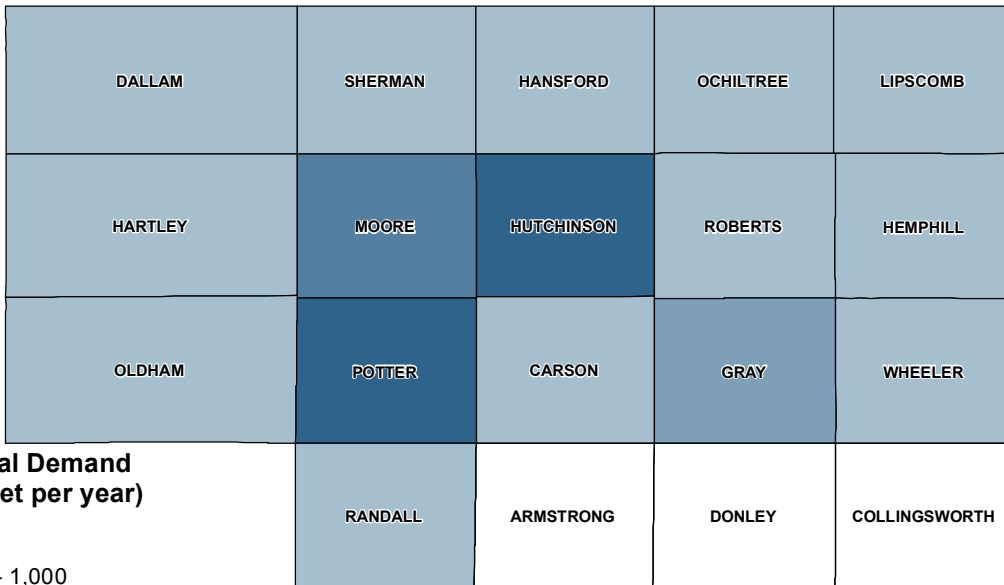 DALLAM SHERMAN HANSFORD OCHILTREE LIPSCOMB
HARTLEY MOORE HUTCHINSON ROBERTS HEMPHILL
OLDHAM POTTER CARSON GRAY WHEELER
al Demand
et per year)
RANDALL ARMSTRONG DONLEY COLLINGSWORTH
- 1,000